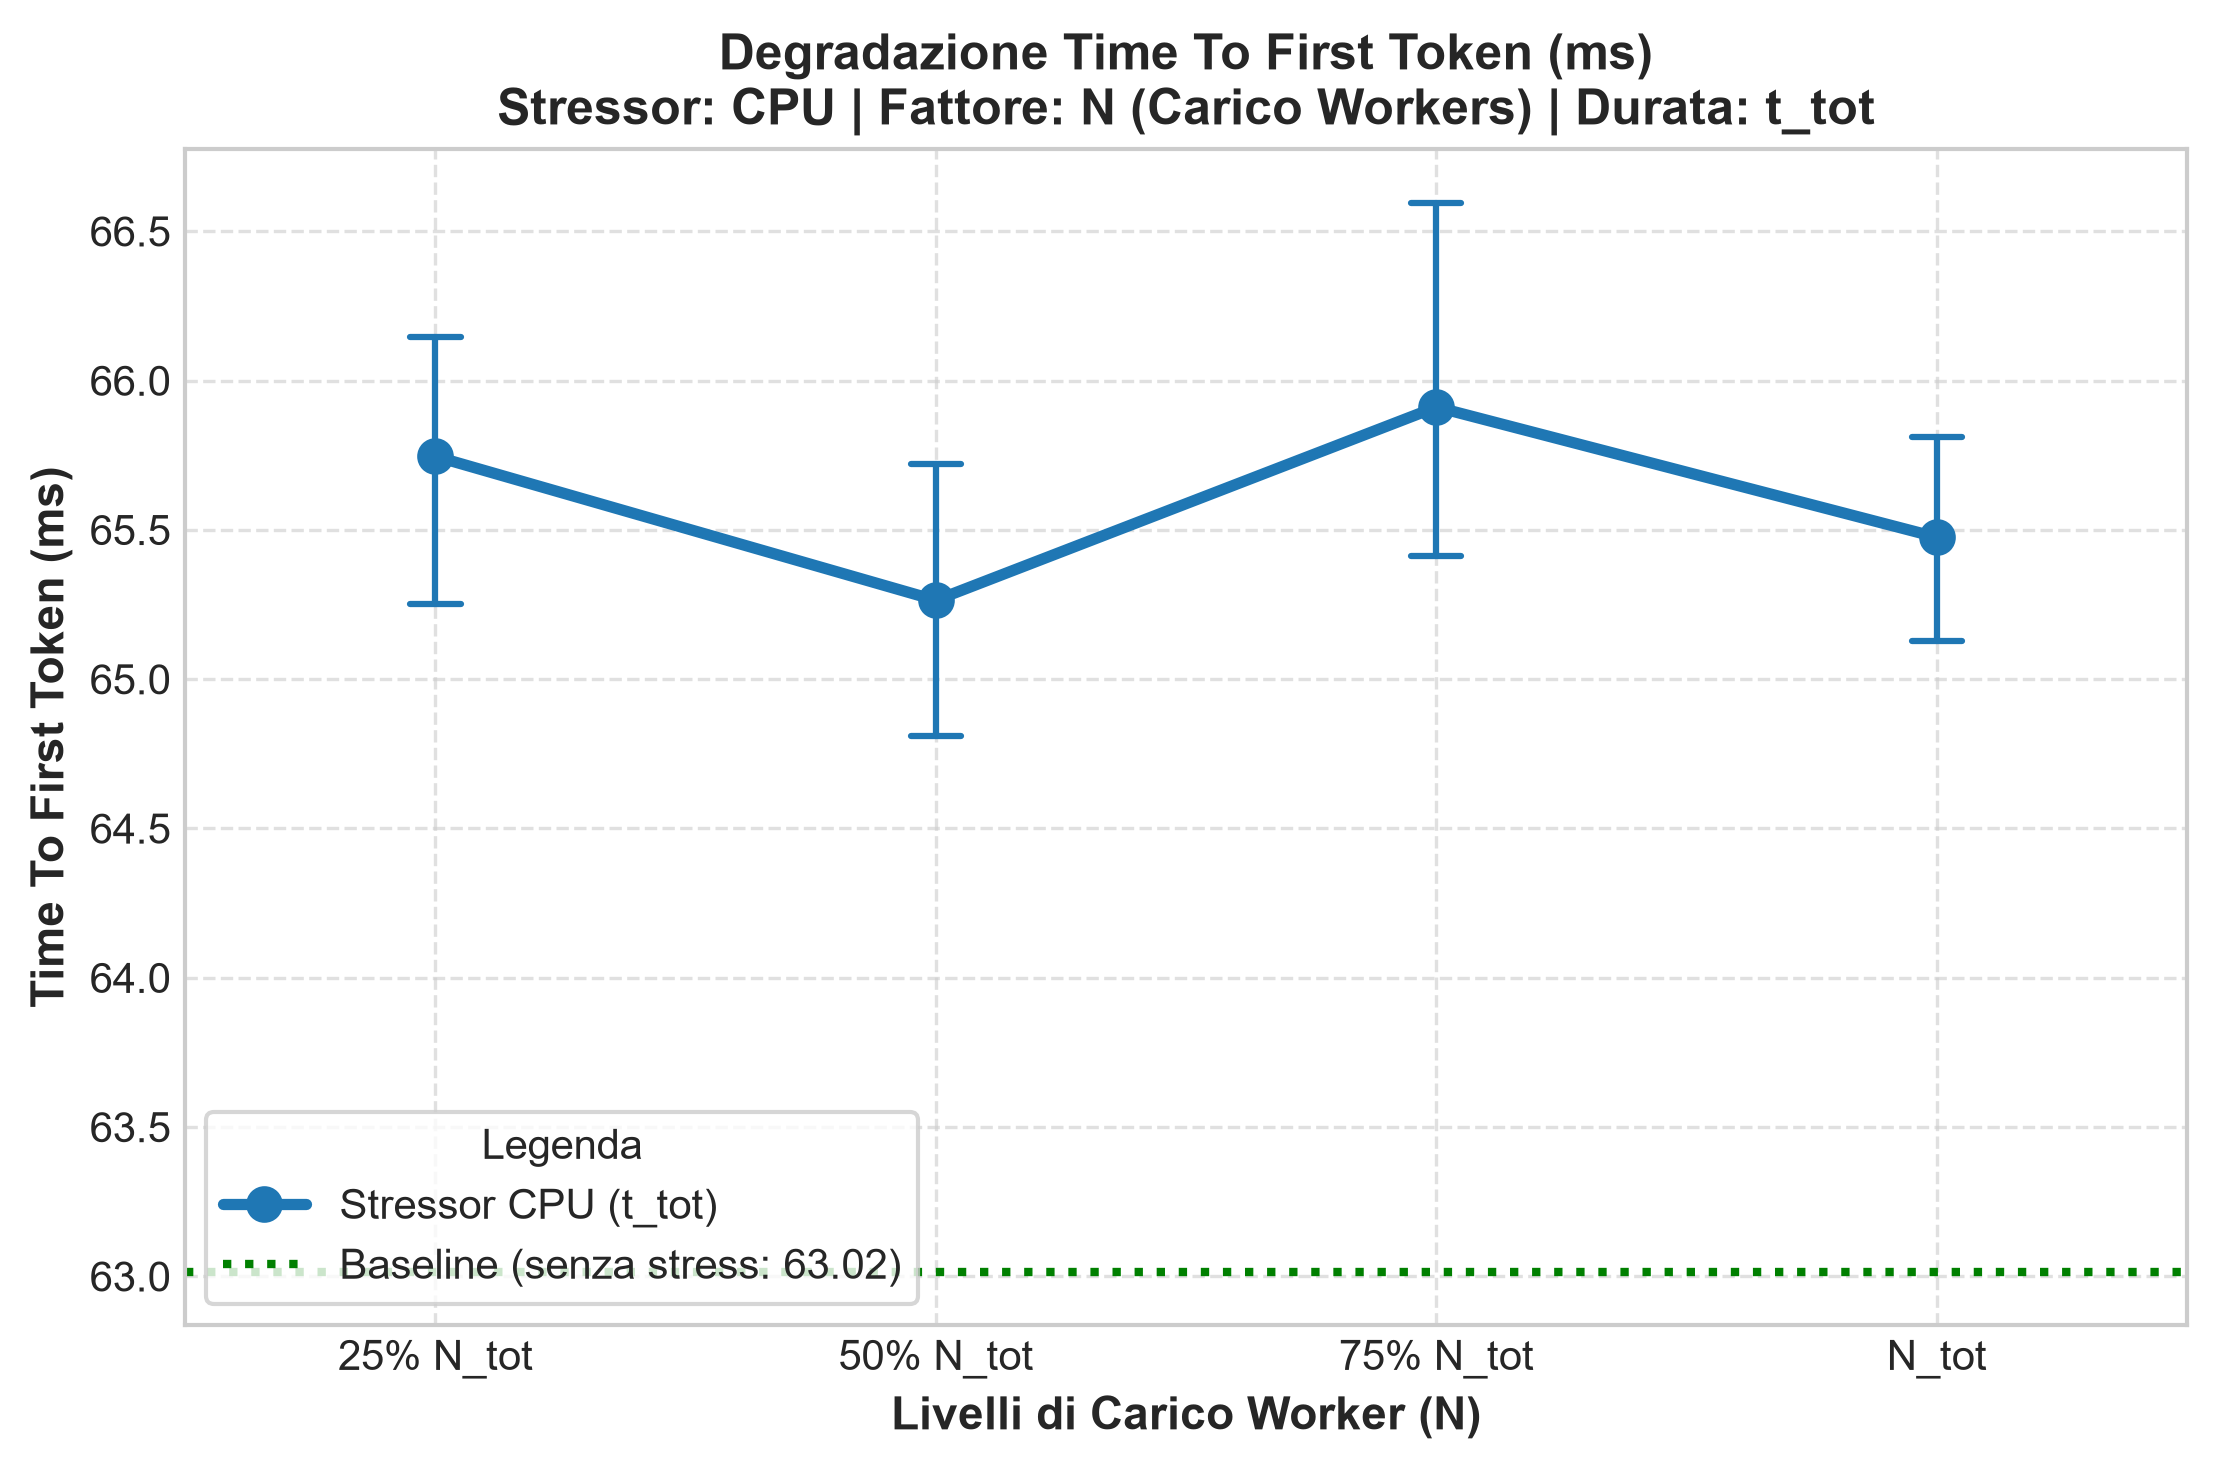 Degradazione Time To First Token (ms)
Stressor: CPU | Fattore: N (Carico Workers) | Durata: t_tot
Time To First Token (ms)
66.5
66.0
65.5
65.0
64.5
64.0
63.5
63.0
Legenda
Stressor CPU (t_tot)
Baseline (senza stress: 63.02)
25% N_tot
50% N_tot
75% N_tot
N_tot
Livelli di Carico Worker (N)